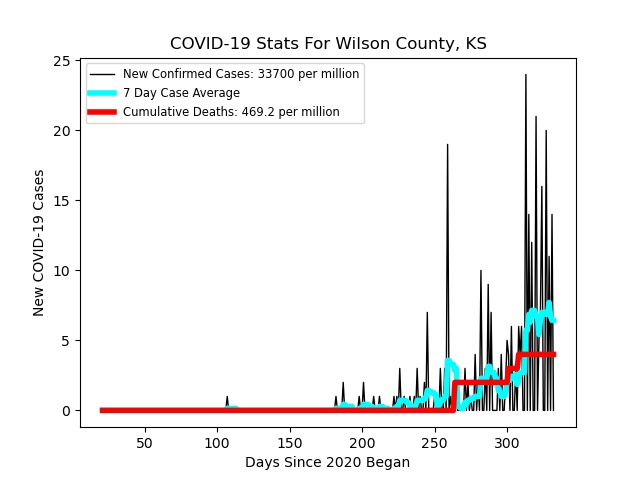 COVID-19 Stats For Wilson County, KS
New Confirmed Cases: 33700 per million
7 Day Case Average
Cumulative Deaths: 469.2 per million
New COVID-19 Cases
25
20
15
10
5
0
50 100 150 200 250 300
Days Since 2020 Began